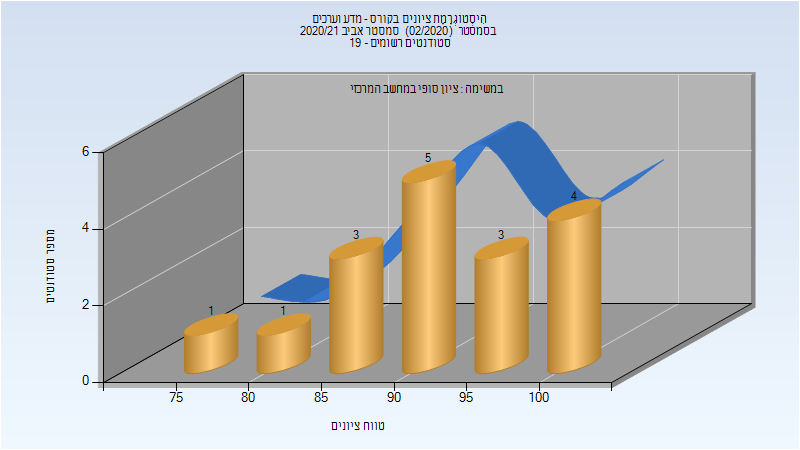 היסטוגרמת ציונים בקורס - מדע וערכים
בסמסטר (02/2020) סמסטר אביב 2020/21
סטודנטים רשומים - 19
במשימה : ציון סופי במחשב המרכזי
מספר סטודנטים
6
4
2
0
1
1
3
5
3
4
75
80
85
90
95
100
טווח ציונים